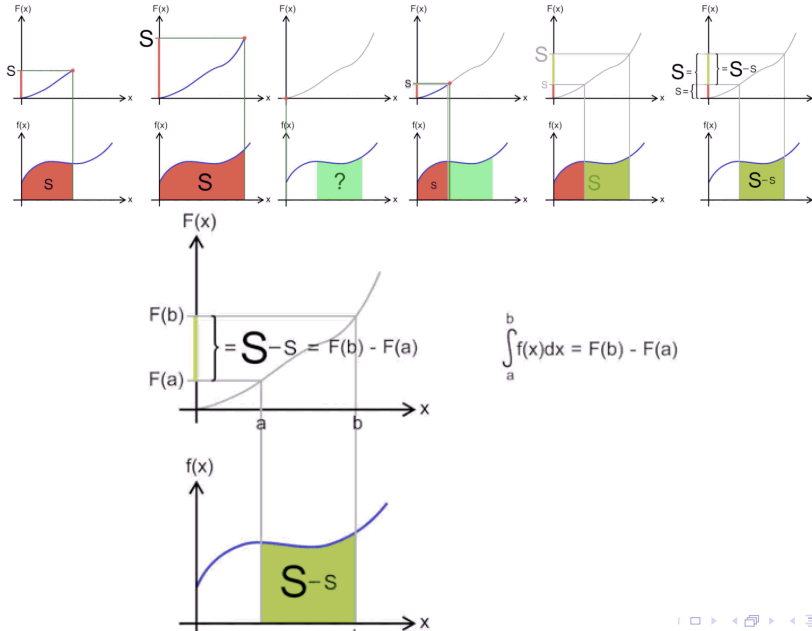 F(x) F(x) F(x) F(x) F(x) F(x)
S
s
s
S
s
S = = S-s
s =
x x x x x x
f(x) f(x) f(x) f(x) f(x) f(x)
s S ? s S S-s
x x x x x x
F(x)
F(b)
= S-s = F(b) - F(a)
F(a)
a b x
b
∫f(x)dx = F(b) - F(a)
a
f(x)
S-s
x